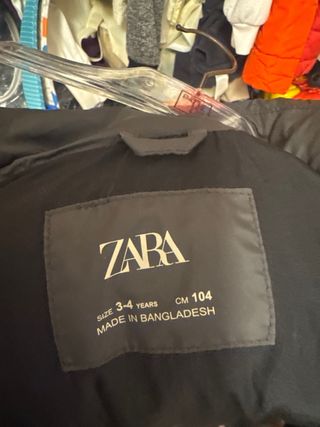 ZARA
SIZE 3-4 YEARS CM 104
MADE IN BANGLADESH